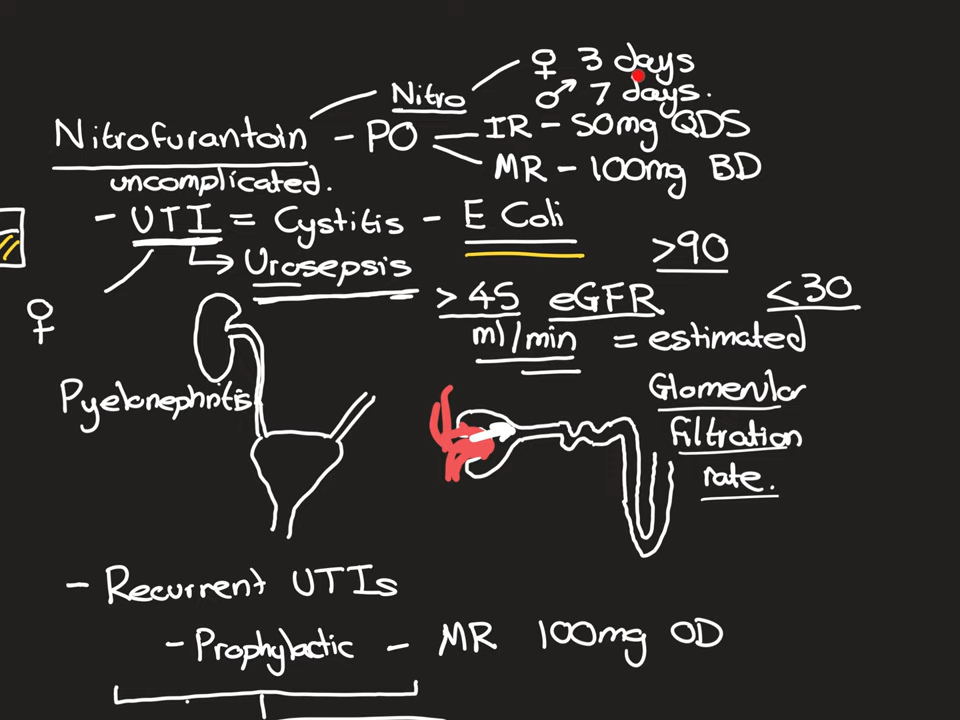 ♀ 3 days
Nitro
♂ 7 days.
Nitrofurantoin - PO - IR - 50mg QDS
MR - 100mg BD
uncomplicated.
- UTI = Cystitis - E Coli
Urosepsis
>90
♀
> 45 eGFR <30
ml/min = estimated
Pyelonephritis
Glomerular
filtration
rate.
- Recurrent UTIs
- Prophylactic - MR 100mg OD